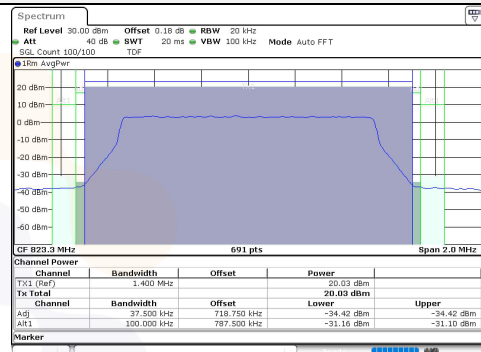 Spectrum
Ref Level 30.00 dBm Offset 0.18 dB RBW 20 kHz
Att 40 dB SWT 20 ms VBW 100 kHz Mode Auto FFT
SGL Count 100/100 TDF
1Rm AvgPwr
20 dBm
10 dBm
0 dBm
-10 dBm
-20 dBm
-30 dBm
-40 dBm
-50 dBm
-60 dBm
CF 823.3 MHz 691 pts Span 2.0 MHz
Channel Power
Channel Bandwidth Offset Power
TX1 (Ref) 1.400 MHz 20.03 dBm
Tx Total 20.03 dBm
Channel Bandwidth Offset Lower Upper
Adj 37.500 kHz 718.750 kHz -34.42 dBm -34.42 dBm
Alt1 100.000 kHz 787.500 kHz -31.16 dBm -31.10 dBm
Marker